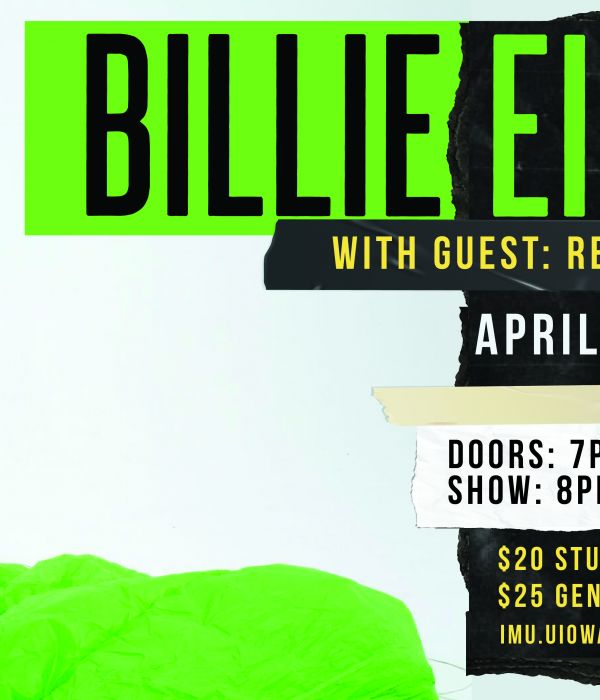 BILLIE EI
WITH GUEST: RE
APRIL
DOORS: 7P
SHOW: 8P
$20 STU
$25 GEN
IMU.UIOWA